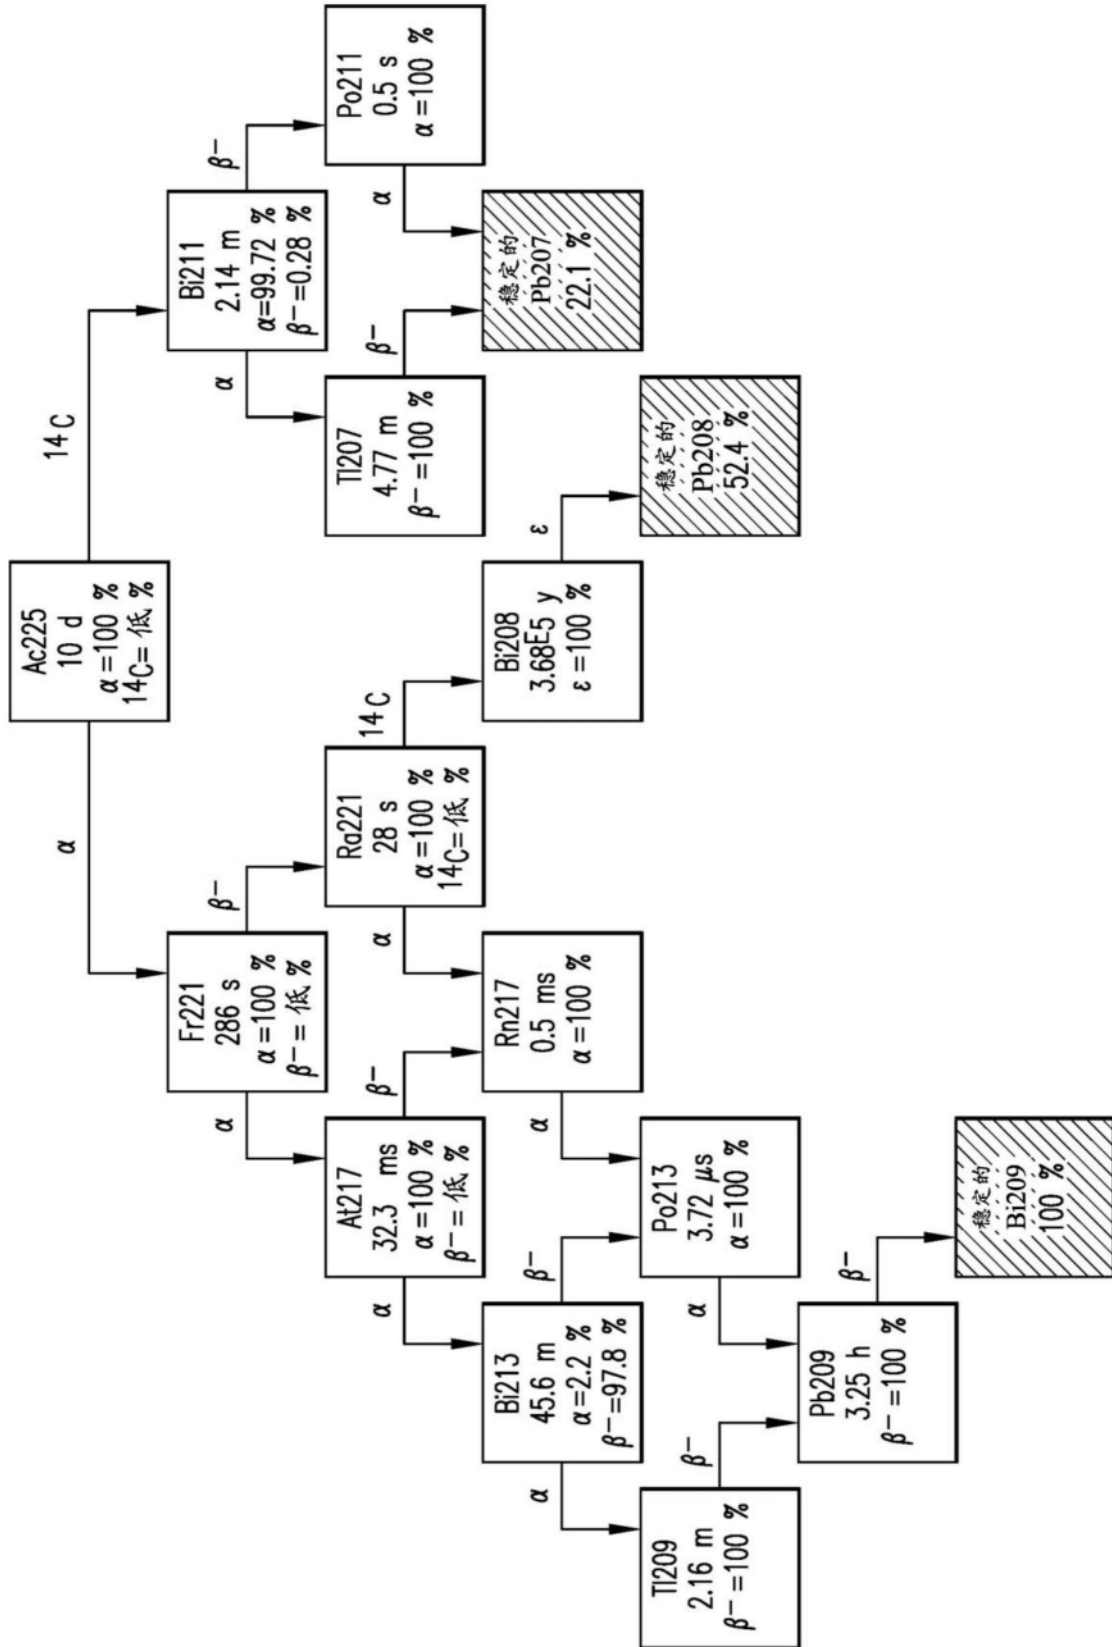 Ac225
10 d
α=100 %
14C=低 %
α
14C
Fr221
286 s
α=100 %
β−=低 %
Bi211
2.14 m
α=99.72 %
β−=0.28 %
α
β−
α
β−
At217
32.3 ms
α=100 %
β−=低 %
Ra221
28 s
α=100 %
14C=低 %
Tl207
4.77 m
β−=100 %
Po211
0.5 s
α=100 %
α
β−
α
14C
β−
α
Bi213
45.6 m
α=2.2 %
β−=97.8 %
Rn217
0.5 ms
α=100 %
Bi208
3.68E5 y
ε=100 %
稳定的
Pb207
22.1 %
α
β−
α
ε
Tl209
2.16 m
β−=100 %
Po213
3.72 μs
α=100 %
稳定的
Pb208
52.4 %
β−
α
Pb209
3.25 h
β−=100 %
β−
稳定的
Bi209
100 %